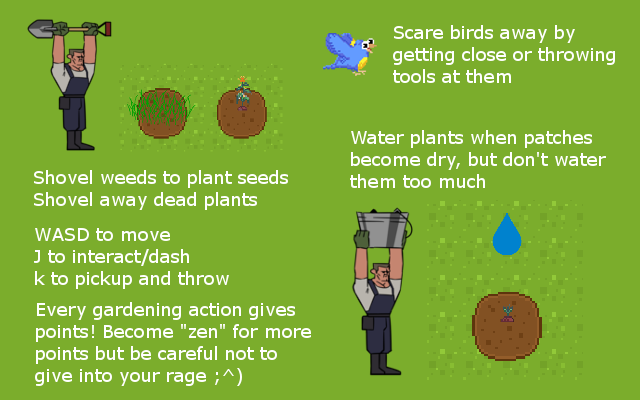 Scare birds away by
getting close or throwing
tools at them
Water plants when patches
become dry, but don't water
them too much
Shovel weeds to plant seeds
Shovel away dead plants
WASD to move
J to interact/dash
k to pickup and throw
Every gardening action gives
points! Become "zen" for more
points but be careful not to
give into your rage ;^)